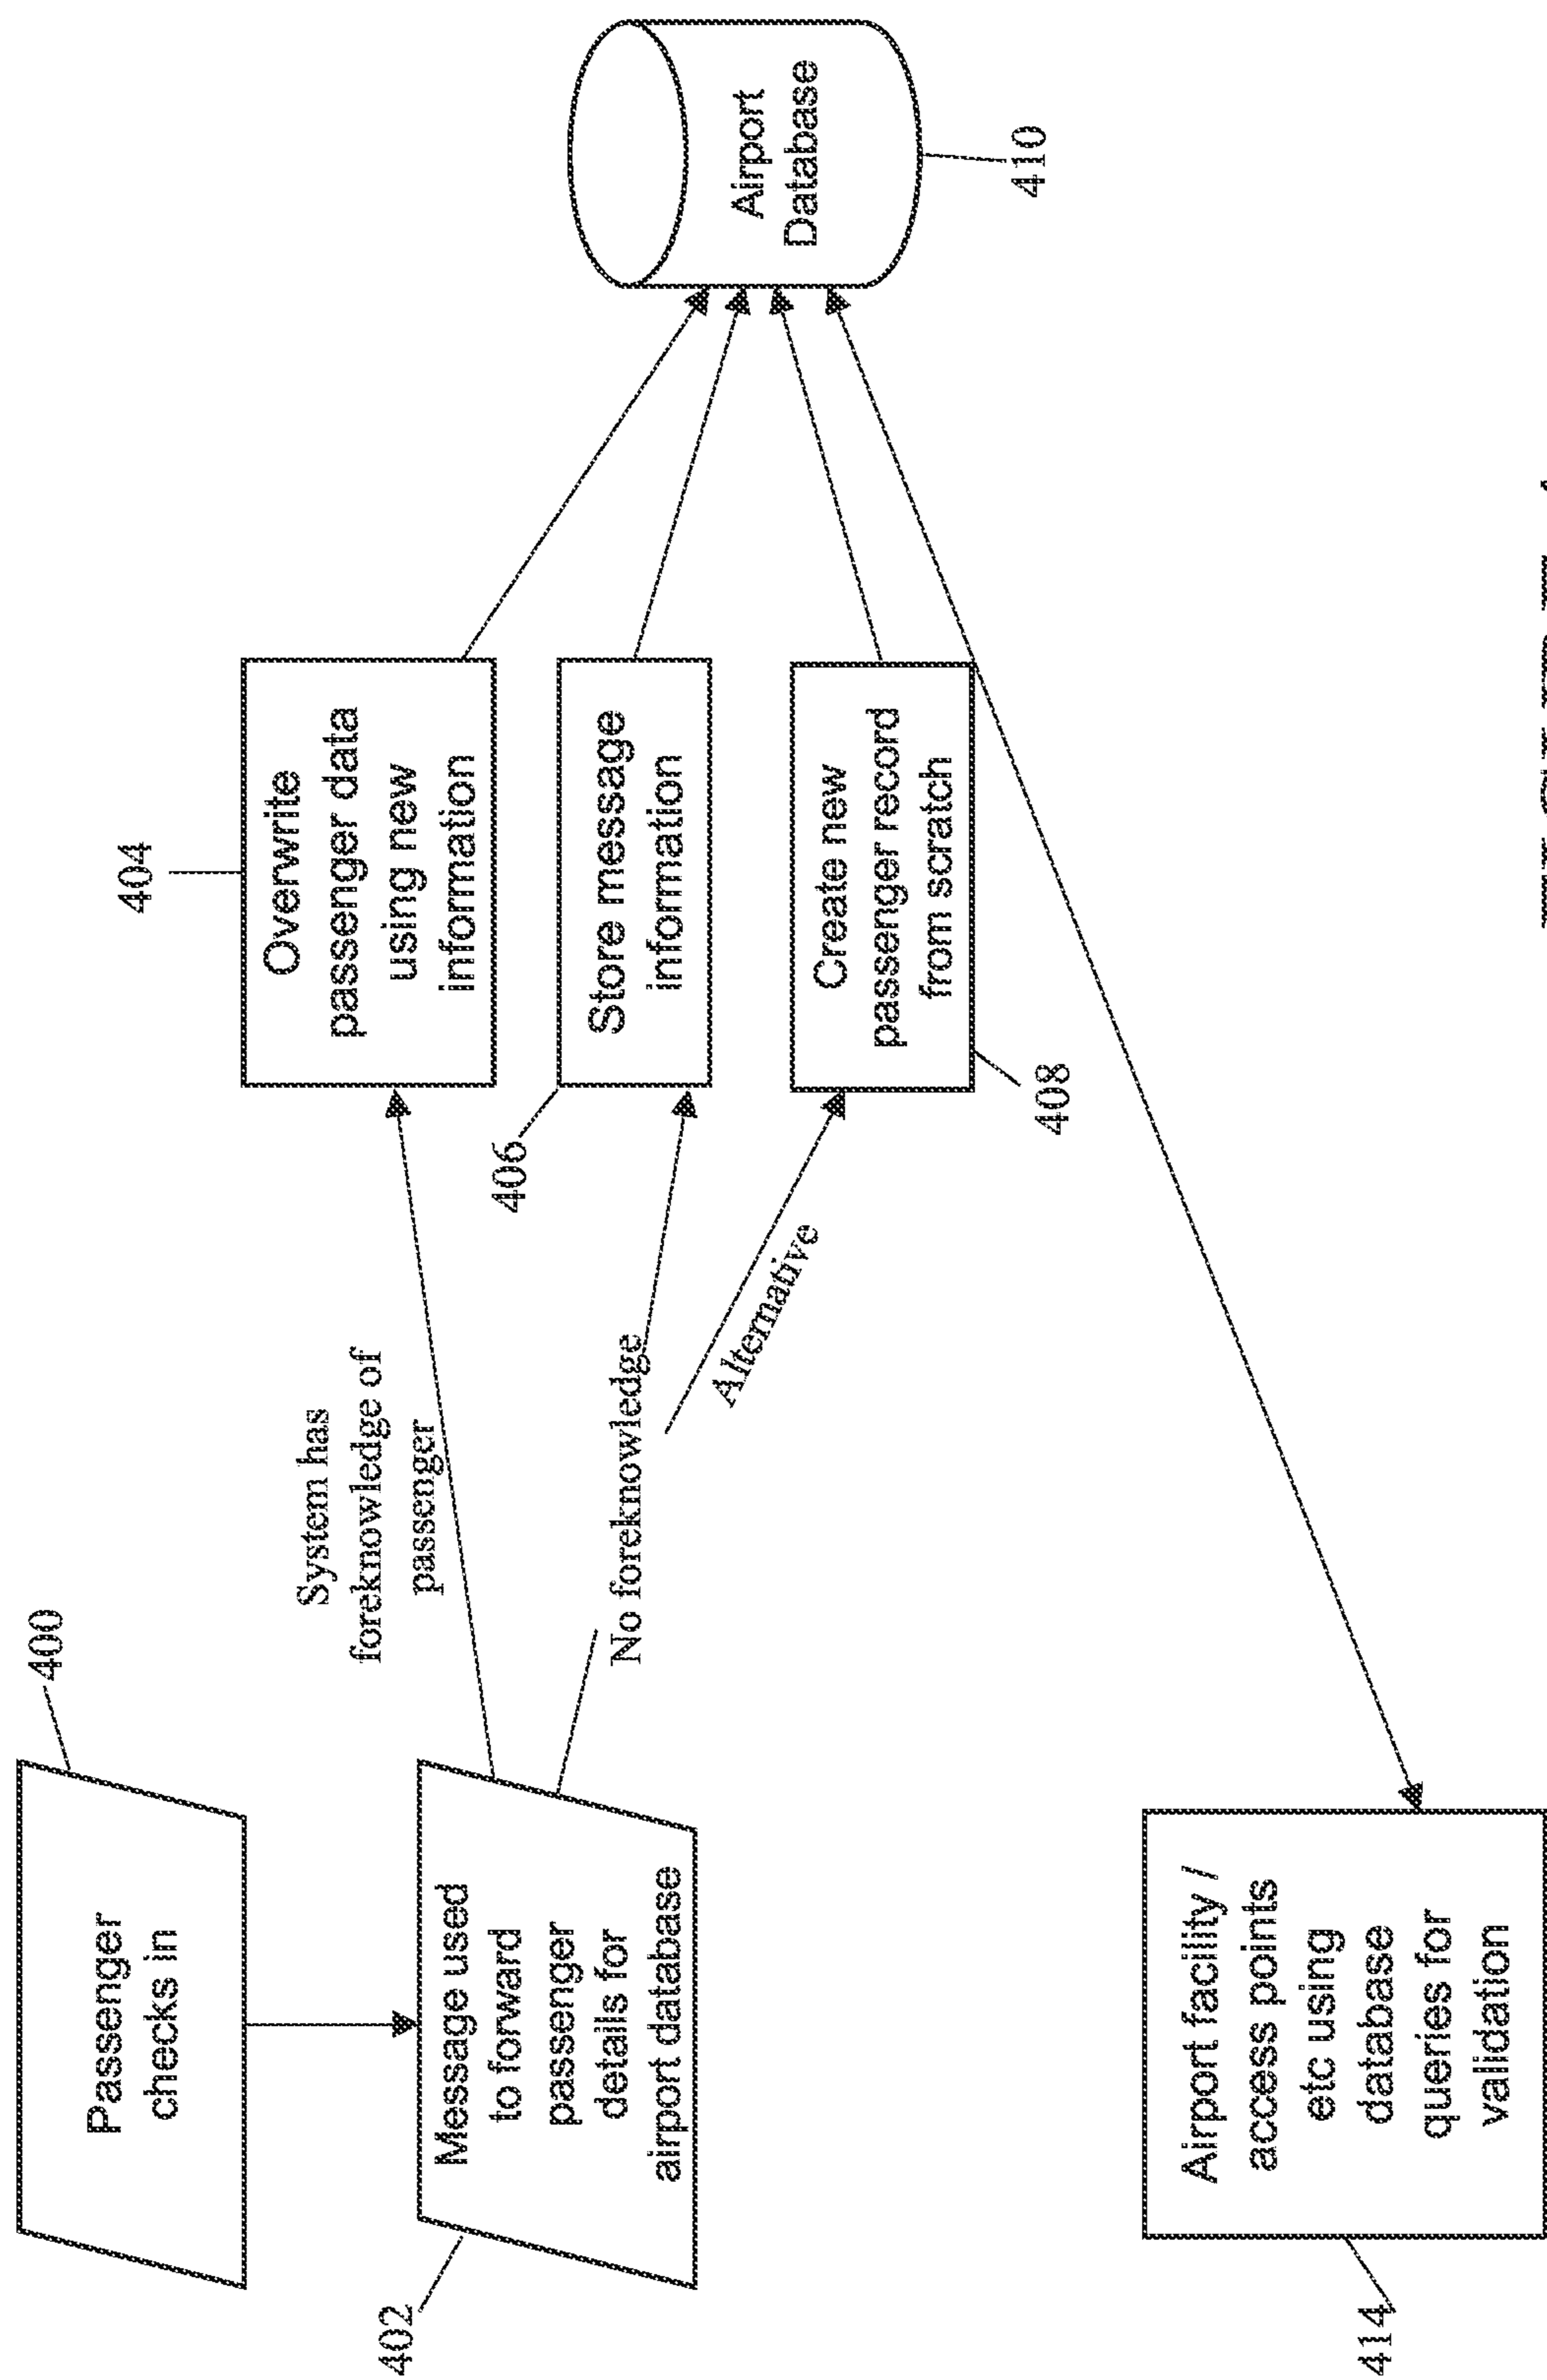 400
Passenger
checks in
402
Message used
to forward
passenger
details for
airport database
System has
foreknowledge of
passenger
No foreknowledge
Alternative
404
Overwrite
passenger data
using new
information
406
Store message
information
Create new
passenger record
from scratch
408
Airport
Database
410
Airport facility /
access points
etc using
database
queries for
validation
414